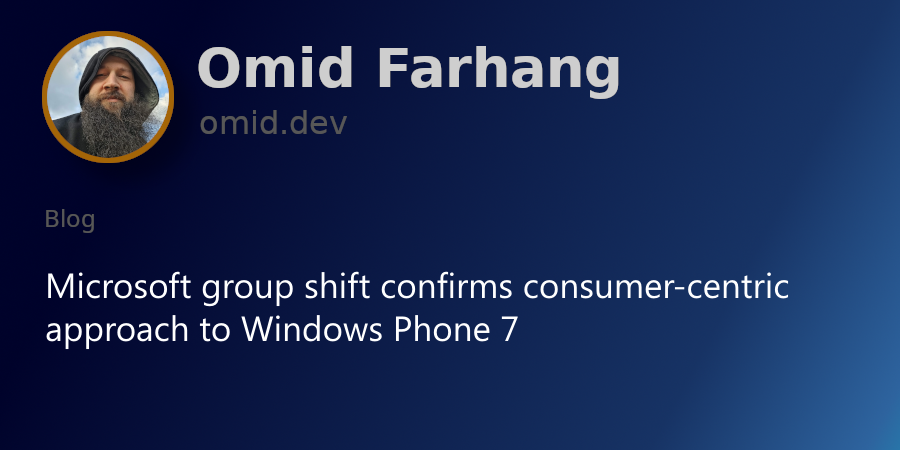 Omid Farhang
omid.dev
Blog
Microsoft group shift confirms consumer-centric
approach to Windows Phone 7